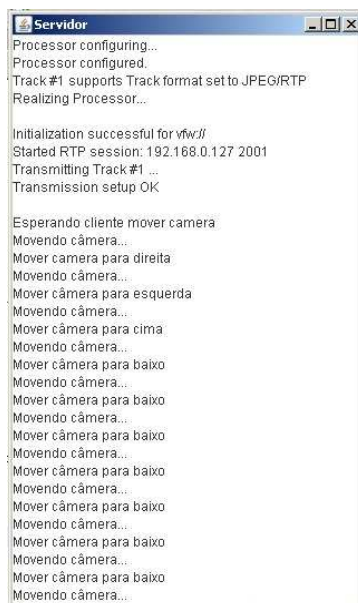 Servidor
Processor configuring...
Processor configured.
Track #1 supports Track format set to JPEG/RTP
Realizing Processor...
Initialization successful for vfw://
Started RTP session: 192.168.0.127 2001
Transmitting Track #1 ...
Transmission setup OK
Esperando cliente mover camera
Movendo câmera...
Mover camera para direita
Movendo câmera...
Mover câmera para esquerda
Movendo câmera...
Mover câmera para cima
Movendo câmera...
Mover câmera para baixo
Movendo câmera...
Mover câmera para baixo
Movendo câmera...
Mover câmera para baixo
Movendo câmera...
Mover câmera para baixo
Movendo câmera...
Mover câmera para baixo
Movendo câmera...
Mover câmera para baixo
Movendo câmera...
Mover câmera para baixo
Movendo câmera...